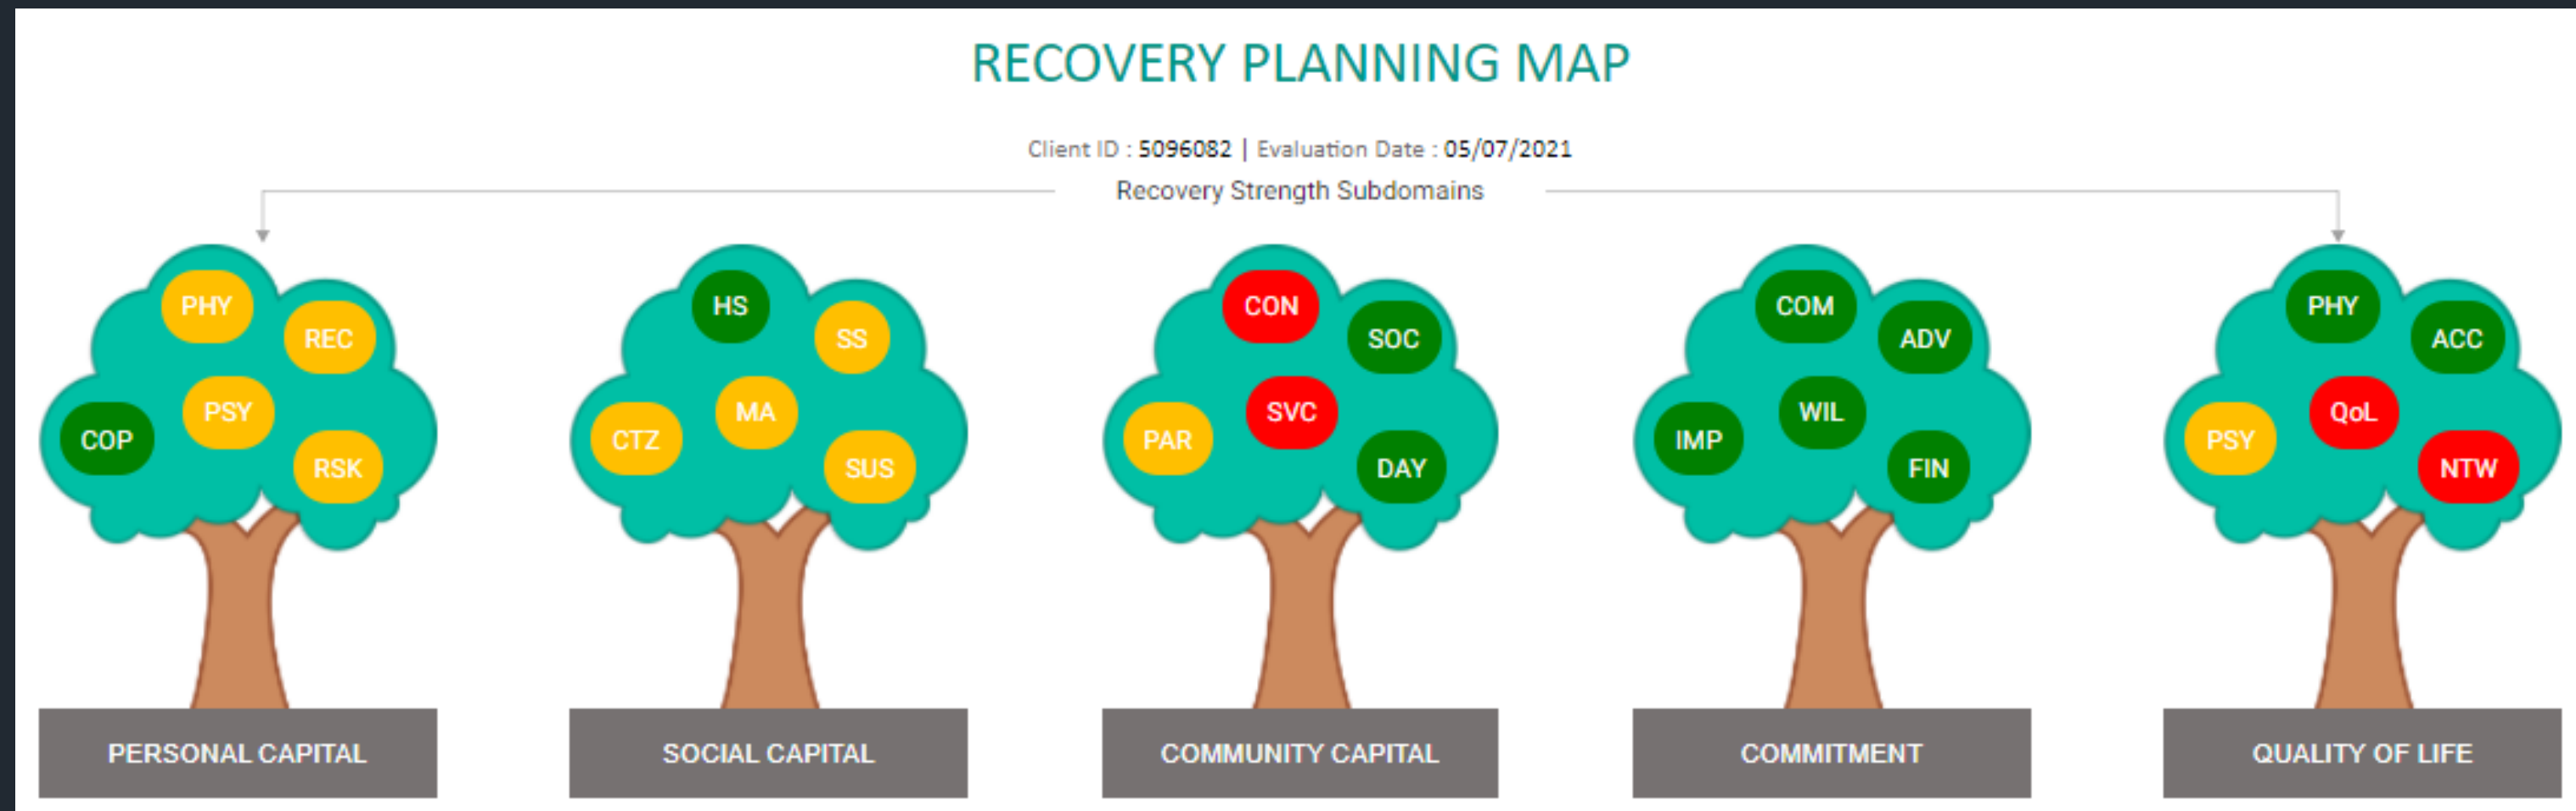 RECOVERY PLANNING MAP
Client ID : 5096082 | Evaluation Date : 05/07/2021
Recovery Strength Subdomains
PHY
REC
PSY
COP
RSK
PERSONAL CAPITAL
HS
SS
MA
CTZ
SUS
SOCIAL CAPITAL
CON
SOC
SVC
PAR
DAY
COMMUNITY CAPITAL
COM
ADV
WIL
IMP
FIN
COMMITMENT
PHY
ACC
QoL
PSY
NTW
QUALITY OF LIFE